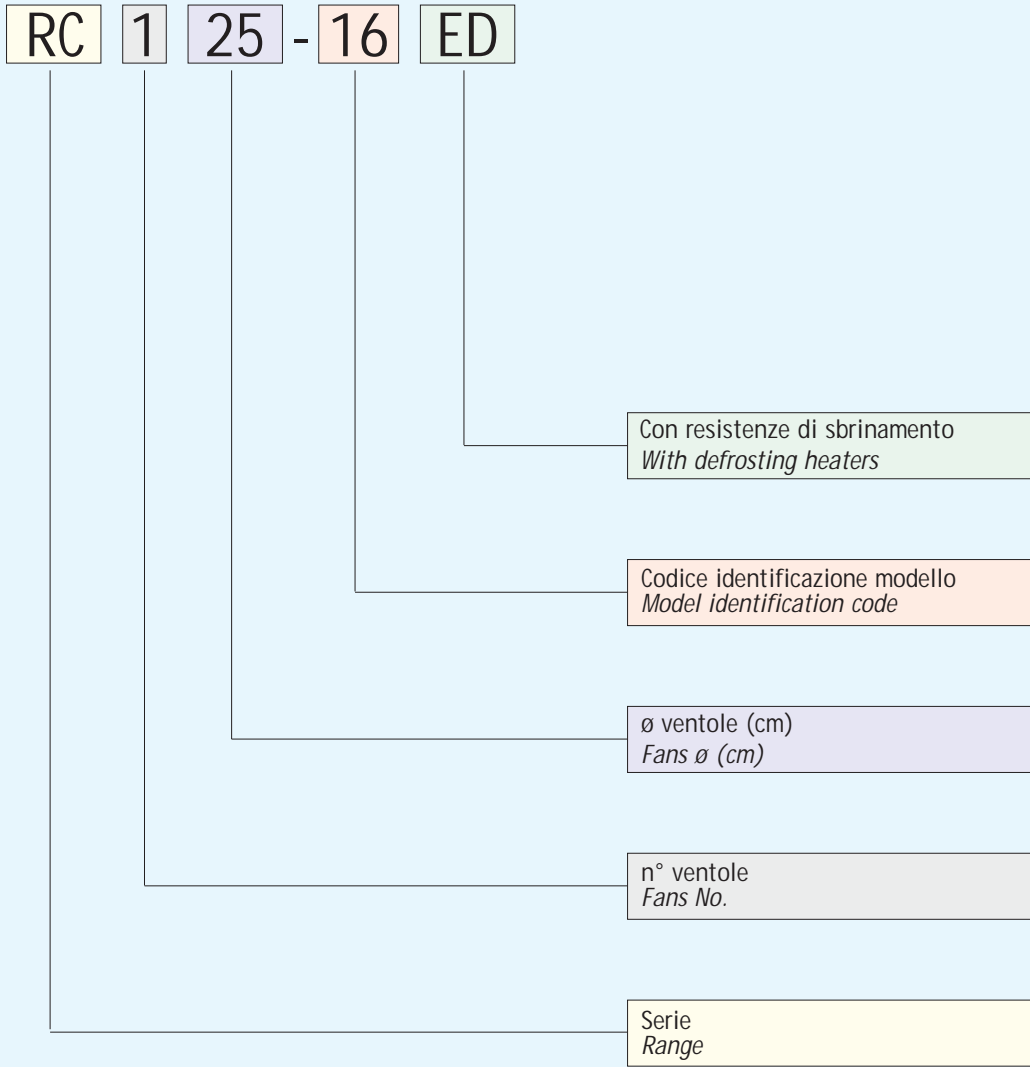 RC 1 25 - 16 ED
Con resistenze di sbrinamento
With defrosting heaters
Codice identificazione modello
Model identification code
ø ventole (cm)
Fans ø (cm)
n° ventole
Fans No.
Serie
Range